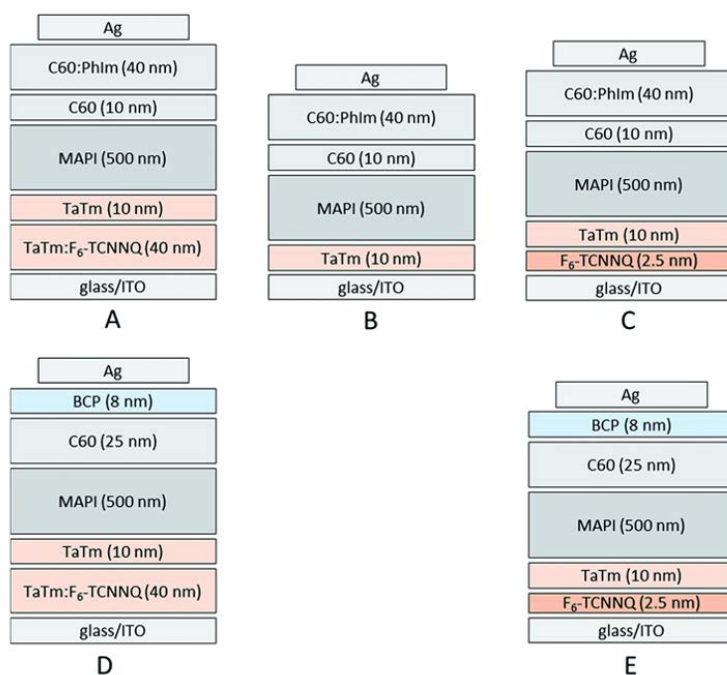 Ag
C60:PhIm (40 nm)
C60 (10 nm)
MAPI (500 nm)
TaTm (10 nm)
TaTm:F₆-TCNNQ (40 nm)
glass/ITO
A
Ag
C60:PhIm (40 nm)
C60 (10 nm)
MAPI (500 nm)
TaTm (10 nm)
glass/ITO
B
Ag
C60:PhIm (40 nm)
C60 (10 nm)
MAPI (500 nm)
TaTm (10 nm)
F₆-TCNNQ (2.5 nm)
glass/ITO
C
Ag
BCP (8 nm)
C60 (25 nm)
MAPI (500 nm)
TaTm (10 nm)
TaTm:F₆-TCNNQ (40 nm)
glass/ITO
D
Ag
BCP (8 nm)
C60 (25 nm)
MAPI (500 nm)
TaTm (10 nm)
F₆-TCNNQ (2.5 nm)
glass/ITO
E